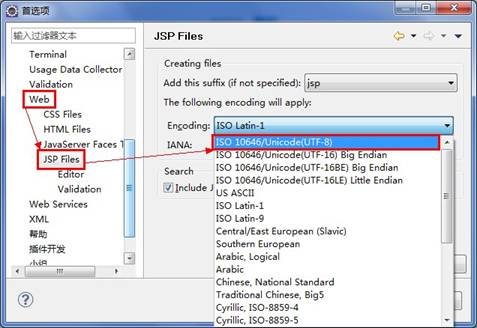 首选项
输入过滤器文本
Terminal
Usage Data Collector
Validation
Web
CSS Files
HTML Files
JavaServer Faces T
JSP Files
Editor
Validation
Web Services
XML
帮助
插件开发
小组
JSP Files
Creating files
Add this suffix (if not specified): jsp
The following encoding will apply:
Encoding: ISO Latin-1
IANA:
Search
Include J
ISO 10646/Unicode(UTF-8)
ISO 10646/Unicode(UTF-16) Big Endian
ISO 10646/Unicode(UTF-16BE) Big Endian
ISO 10646/Unicode(UTF-16LE) Little Endian
US ASCII
ISO Latin-1
ISO Latin-9
Central/East European (Slavic)
Southern European
Arabic, Logical
Arabic
Chinese, National Standard
Traditional Chinese, Big5
Cyrillic, ISO-8859-4
Cyrillic, ISO-8859-5